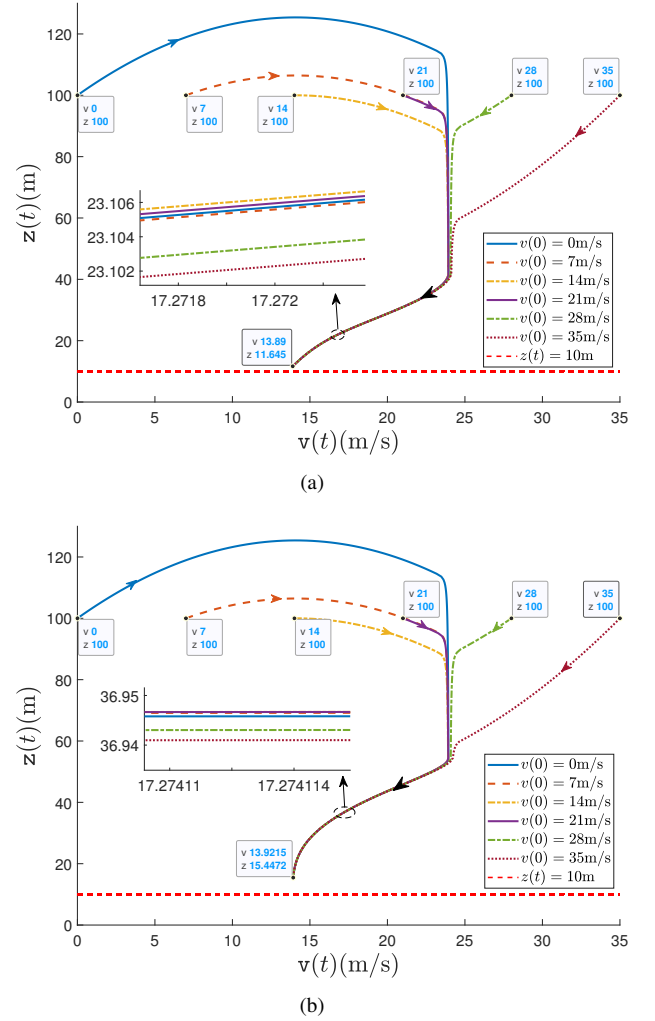 z(t)(m)
120
100
80
60
40
20
0
v 0
z 100
v 7
z 100
v 14
z 100
v 21
z 100
v 28
z 100
v 35
z 100
23.106
23.104
23.102
17.2718
17.272
v 13.89
z 11.645
v(0) = 0m/s
v(0) = 7m/s
v(0) = 14m/s
v(0) = 21m/s
v(0) = 28m/s
v(0) = 35m/s
z(t) = 10m
0 5 10 15 20 25 30 35
v(t)(m/s)
(a)
z(t)(m)
120
100
80
60
40
20
0
v 0
z 100
v 7
z 100
v 14
z 100
v 21
z 100
v 28
z 100
v 35
z 100
36.95
36.94
17.27411
17.274114
v 13.9215
z 15.4472
v(0) = 0m/s
v(0) = 7m/s
v(0) = 14m/s
v(0) = 21m/s
v(0) = 28m/s
v(0) = 35m/s
z(t) = 10m
0 5 10 15 20 25 30 35
v(t)(m/s)
(b)